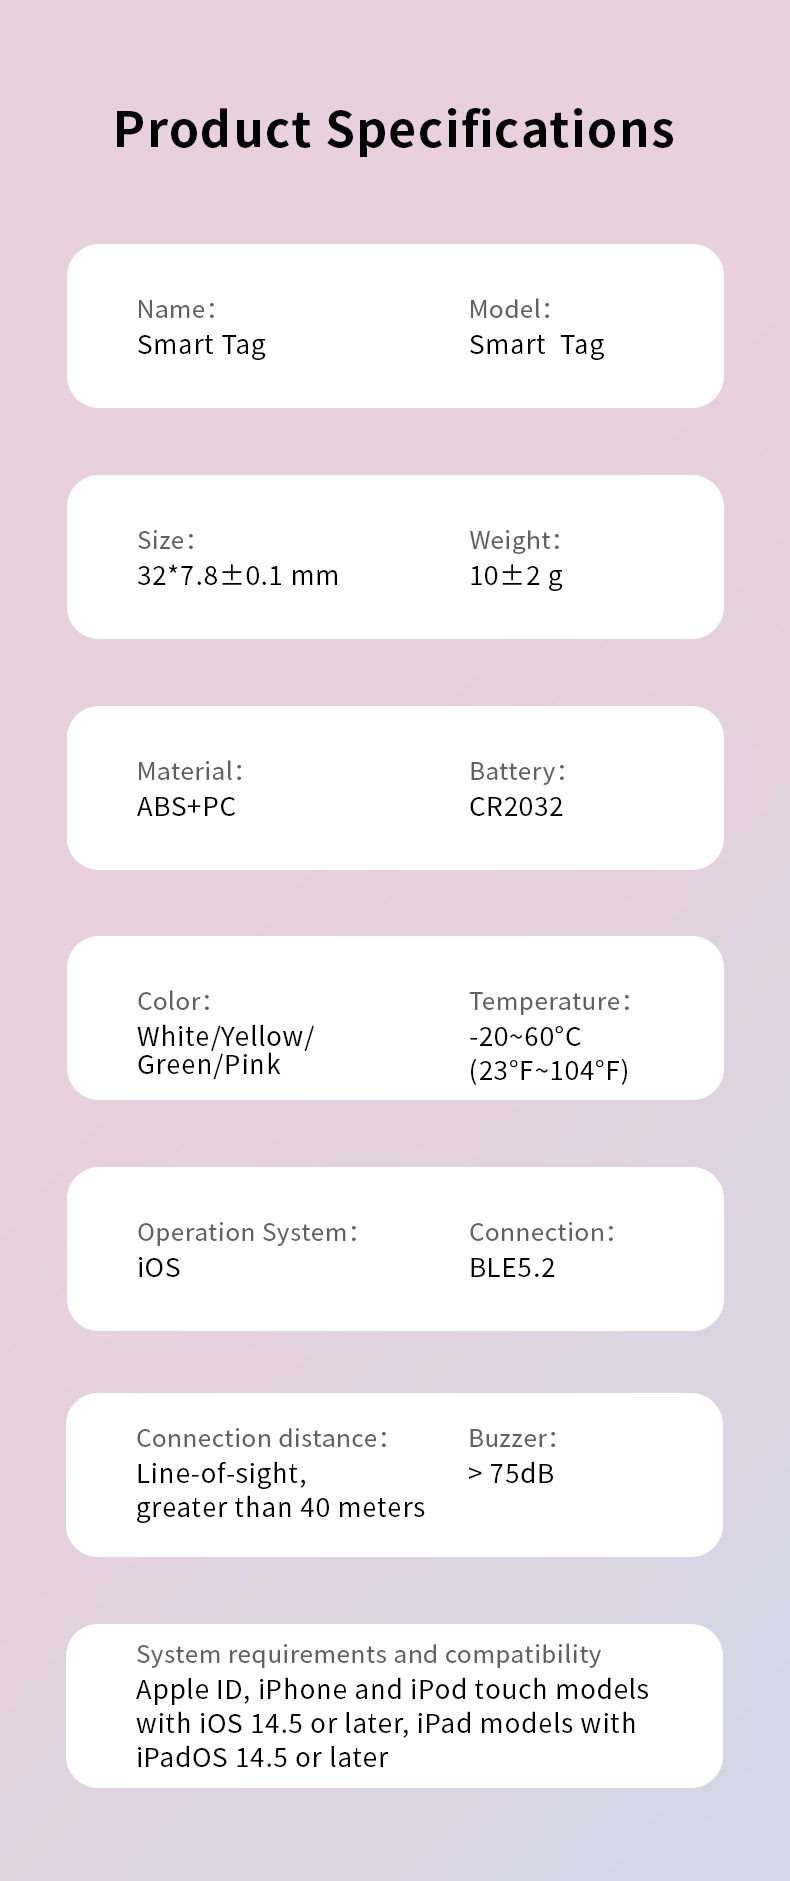 Product Specifications
Name：
Smart Tag
Model：
Smart  Tag
Size：
32*7.8±0.1 mm
Weight：
10±2 g
Material：
ABS+PC
Battery：
CR2032
Color：
White/Yellow/
Green/Pink
Temperature：
-20~60°C
(23°F~104°F)
Operation System：
iOS
Connection：
BLE5.2
Connection distance：
Line-of-sight,
greater than 40 meters
Buzzer：
> 75dB
System requirements and compatibility
Apple ID, iPhone and iPod touch models
with iOS 14.5 or later, iPad models with
iPadOS 14.5 or later